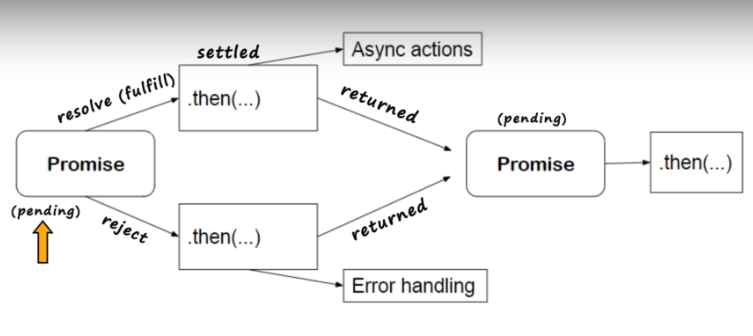 settled
Async actions
resolve (fulfill)
.then(...)
returned
(pending)
Promise
Promise
.then(...)
(pending)
reject
.then(...)
returned
Error handling